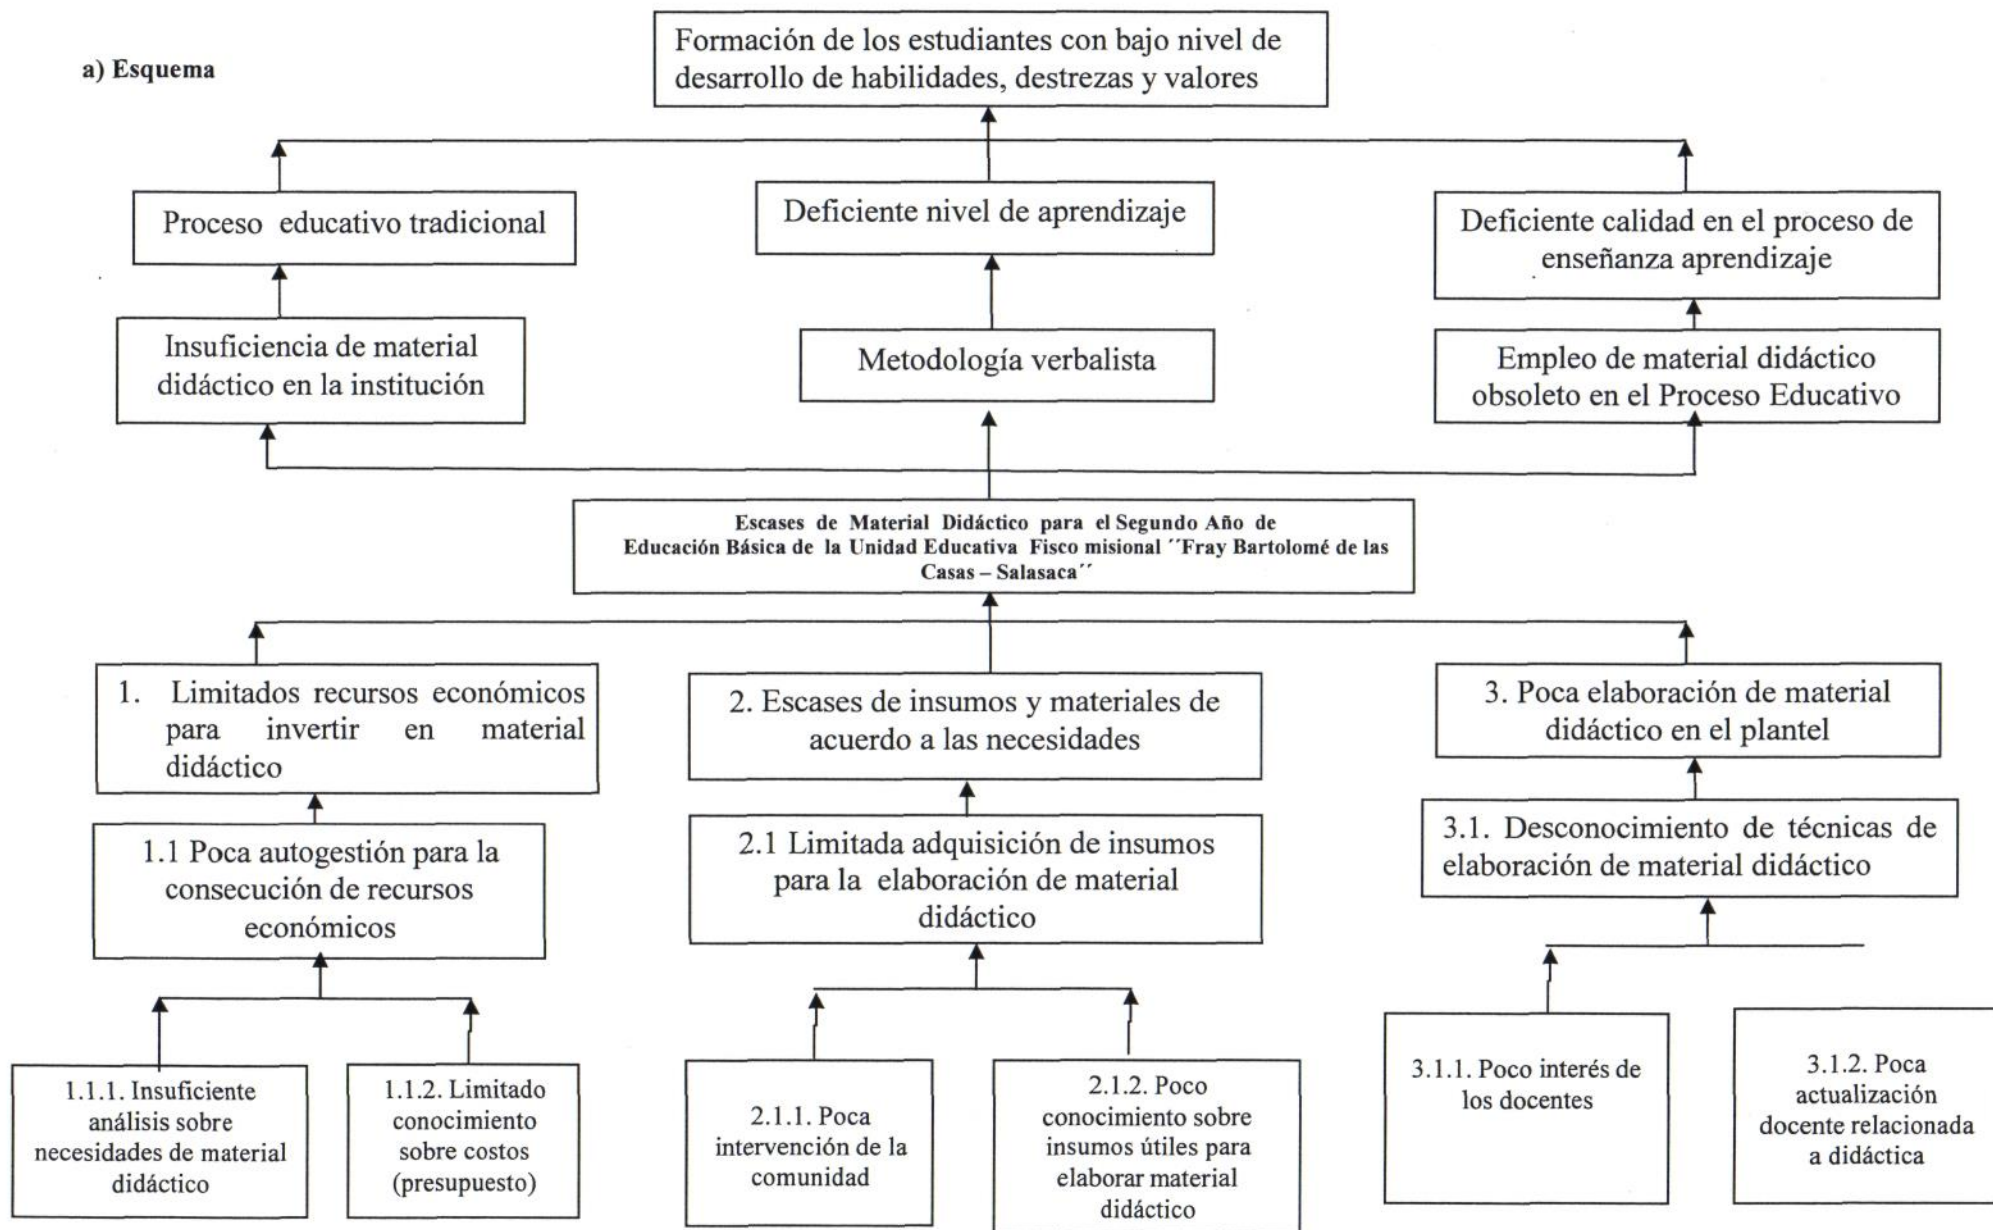 a) Esquema
Formación de los estudiantes con bajo nivel de
desarrollo de habilidades, destrezas y valores
Proceso educativo tradicional
Deficiente nivel de aprendizaje
Deficiente calidad en el proceso de
enseñanza aprendizaje
Insuficiencia de material
didáctico en la institución
Metodología verbalista
Empleo de material didáctico
obsoleto en el Proceso Educativo
Escases de Material Didáctico para el Segundo Año de
Educación Básica de la Unidad Educativa Fisco misional ´´Fray Bartolomé de las
Casas – Salasaca´´
1. Limitados recursos económicos
para invertir en material
didáctico
2. Escases de insumos y materiales de
acuerdo a las necesidades
3. Poca elaboración de material
didáctico en el plantel
1.1 Poca autogestión para la
consecución de recursos
económicos
2.1 Limitada adquisición de insumos
para la elaboración de material
didáctico
3.1. Desconocimiento de técnicas de
elaboración de material didáctico
1.1.1. Insuficiente
análisis sobre
necesidades de material
didáctico
1.1.2. Limitado
conocimiento
sobre costos
(presupuesto)
2.1.1. Poca
intervención de la
comunidad
2.1.2. Poco
conocimiento sobre
insumos útiles para
elaborar material
didáctico
3.1.1. Poco interés de
los docentes
3.1.2. Poca
actualización
docente relacionada
a didáctica